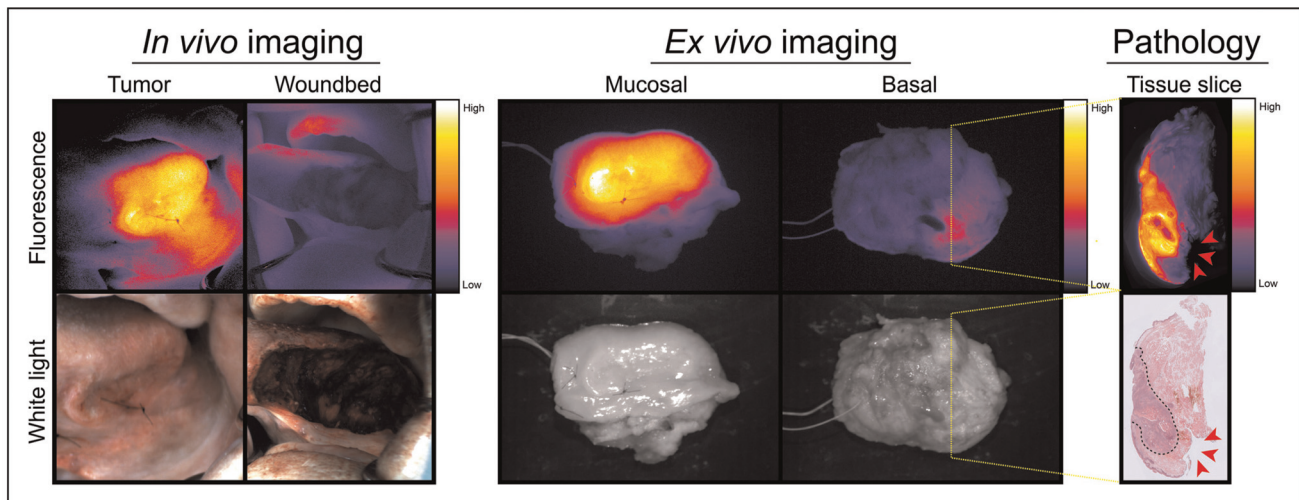 In vivo imaging
Ex vivo imaging
Pathology
Tumor
Woundbed
Mucosal
Basal
Tissue slice
Fluorescence
White light
High
Low
High
Low
High
Low